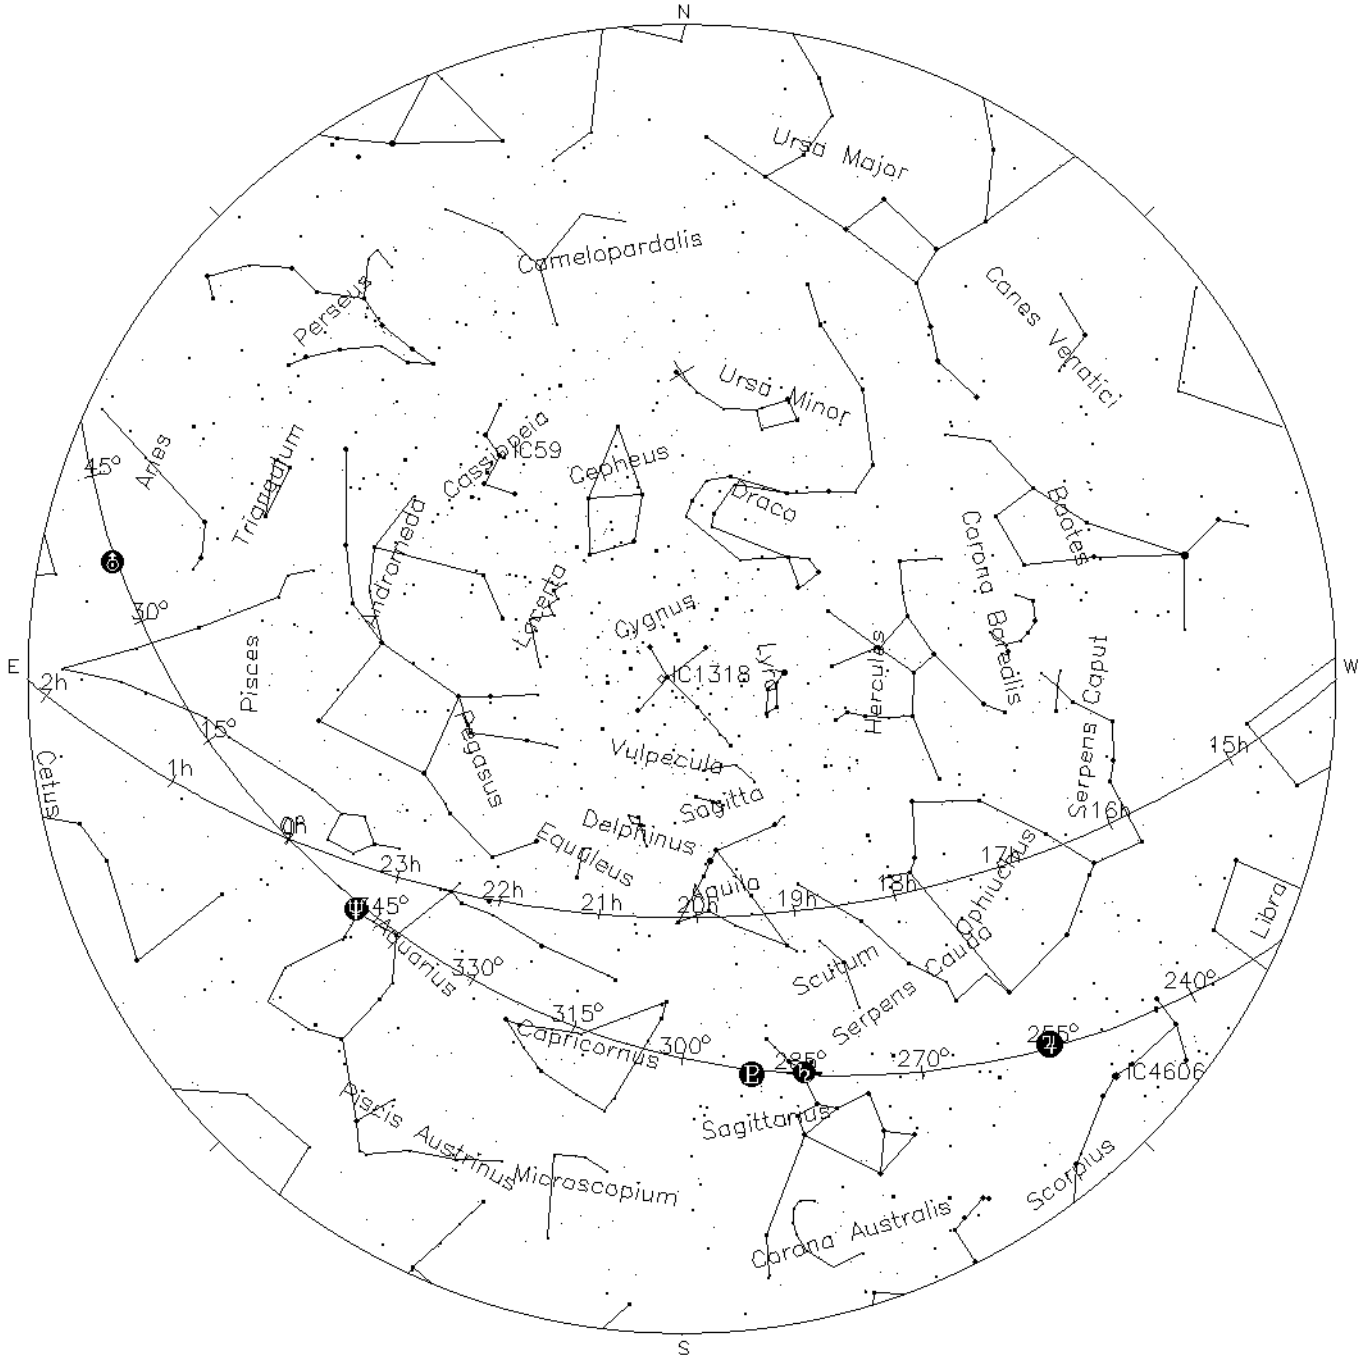 N
Ursa Major
Camelopardalis
Canes Venatici
Perseus
Ursa Minor
Cassiopeia
IC59
Cepheus
Aries
45°
Triangulum
Draco
Bootes
Andromeda
Corona Borealis
Lacerta
Cygnus
30°
Pisces
Lyra
Hercules
Serpens Caput
E
W
IC1318
2h
15°
Pegasus
Vulpecula
15h
1h
Cetus
Sagitta
16h
0h
Delphinus
Equuleus
23h
17h
Ophiuchus
22h
21h
20h
19h
18h
Aquila
Libra
345°
Aquarius
330°
Scutum
Serpens Cauda
240°
315°
Capricornus
300°
285°
270°
255°
IC4606
Piscis Austrinus
Sagittarius
Scorpius
Microscopium
Corona Australis
S